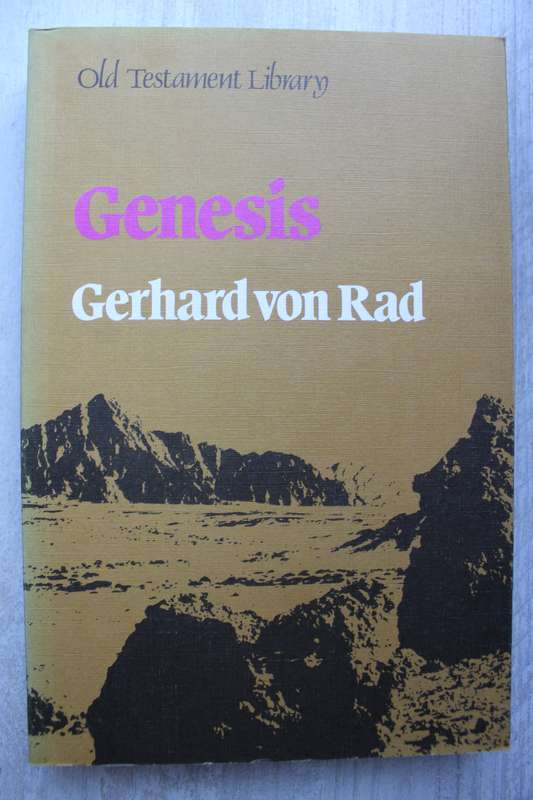 Old Testament Library
Genesis
Gerhard von Rad